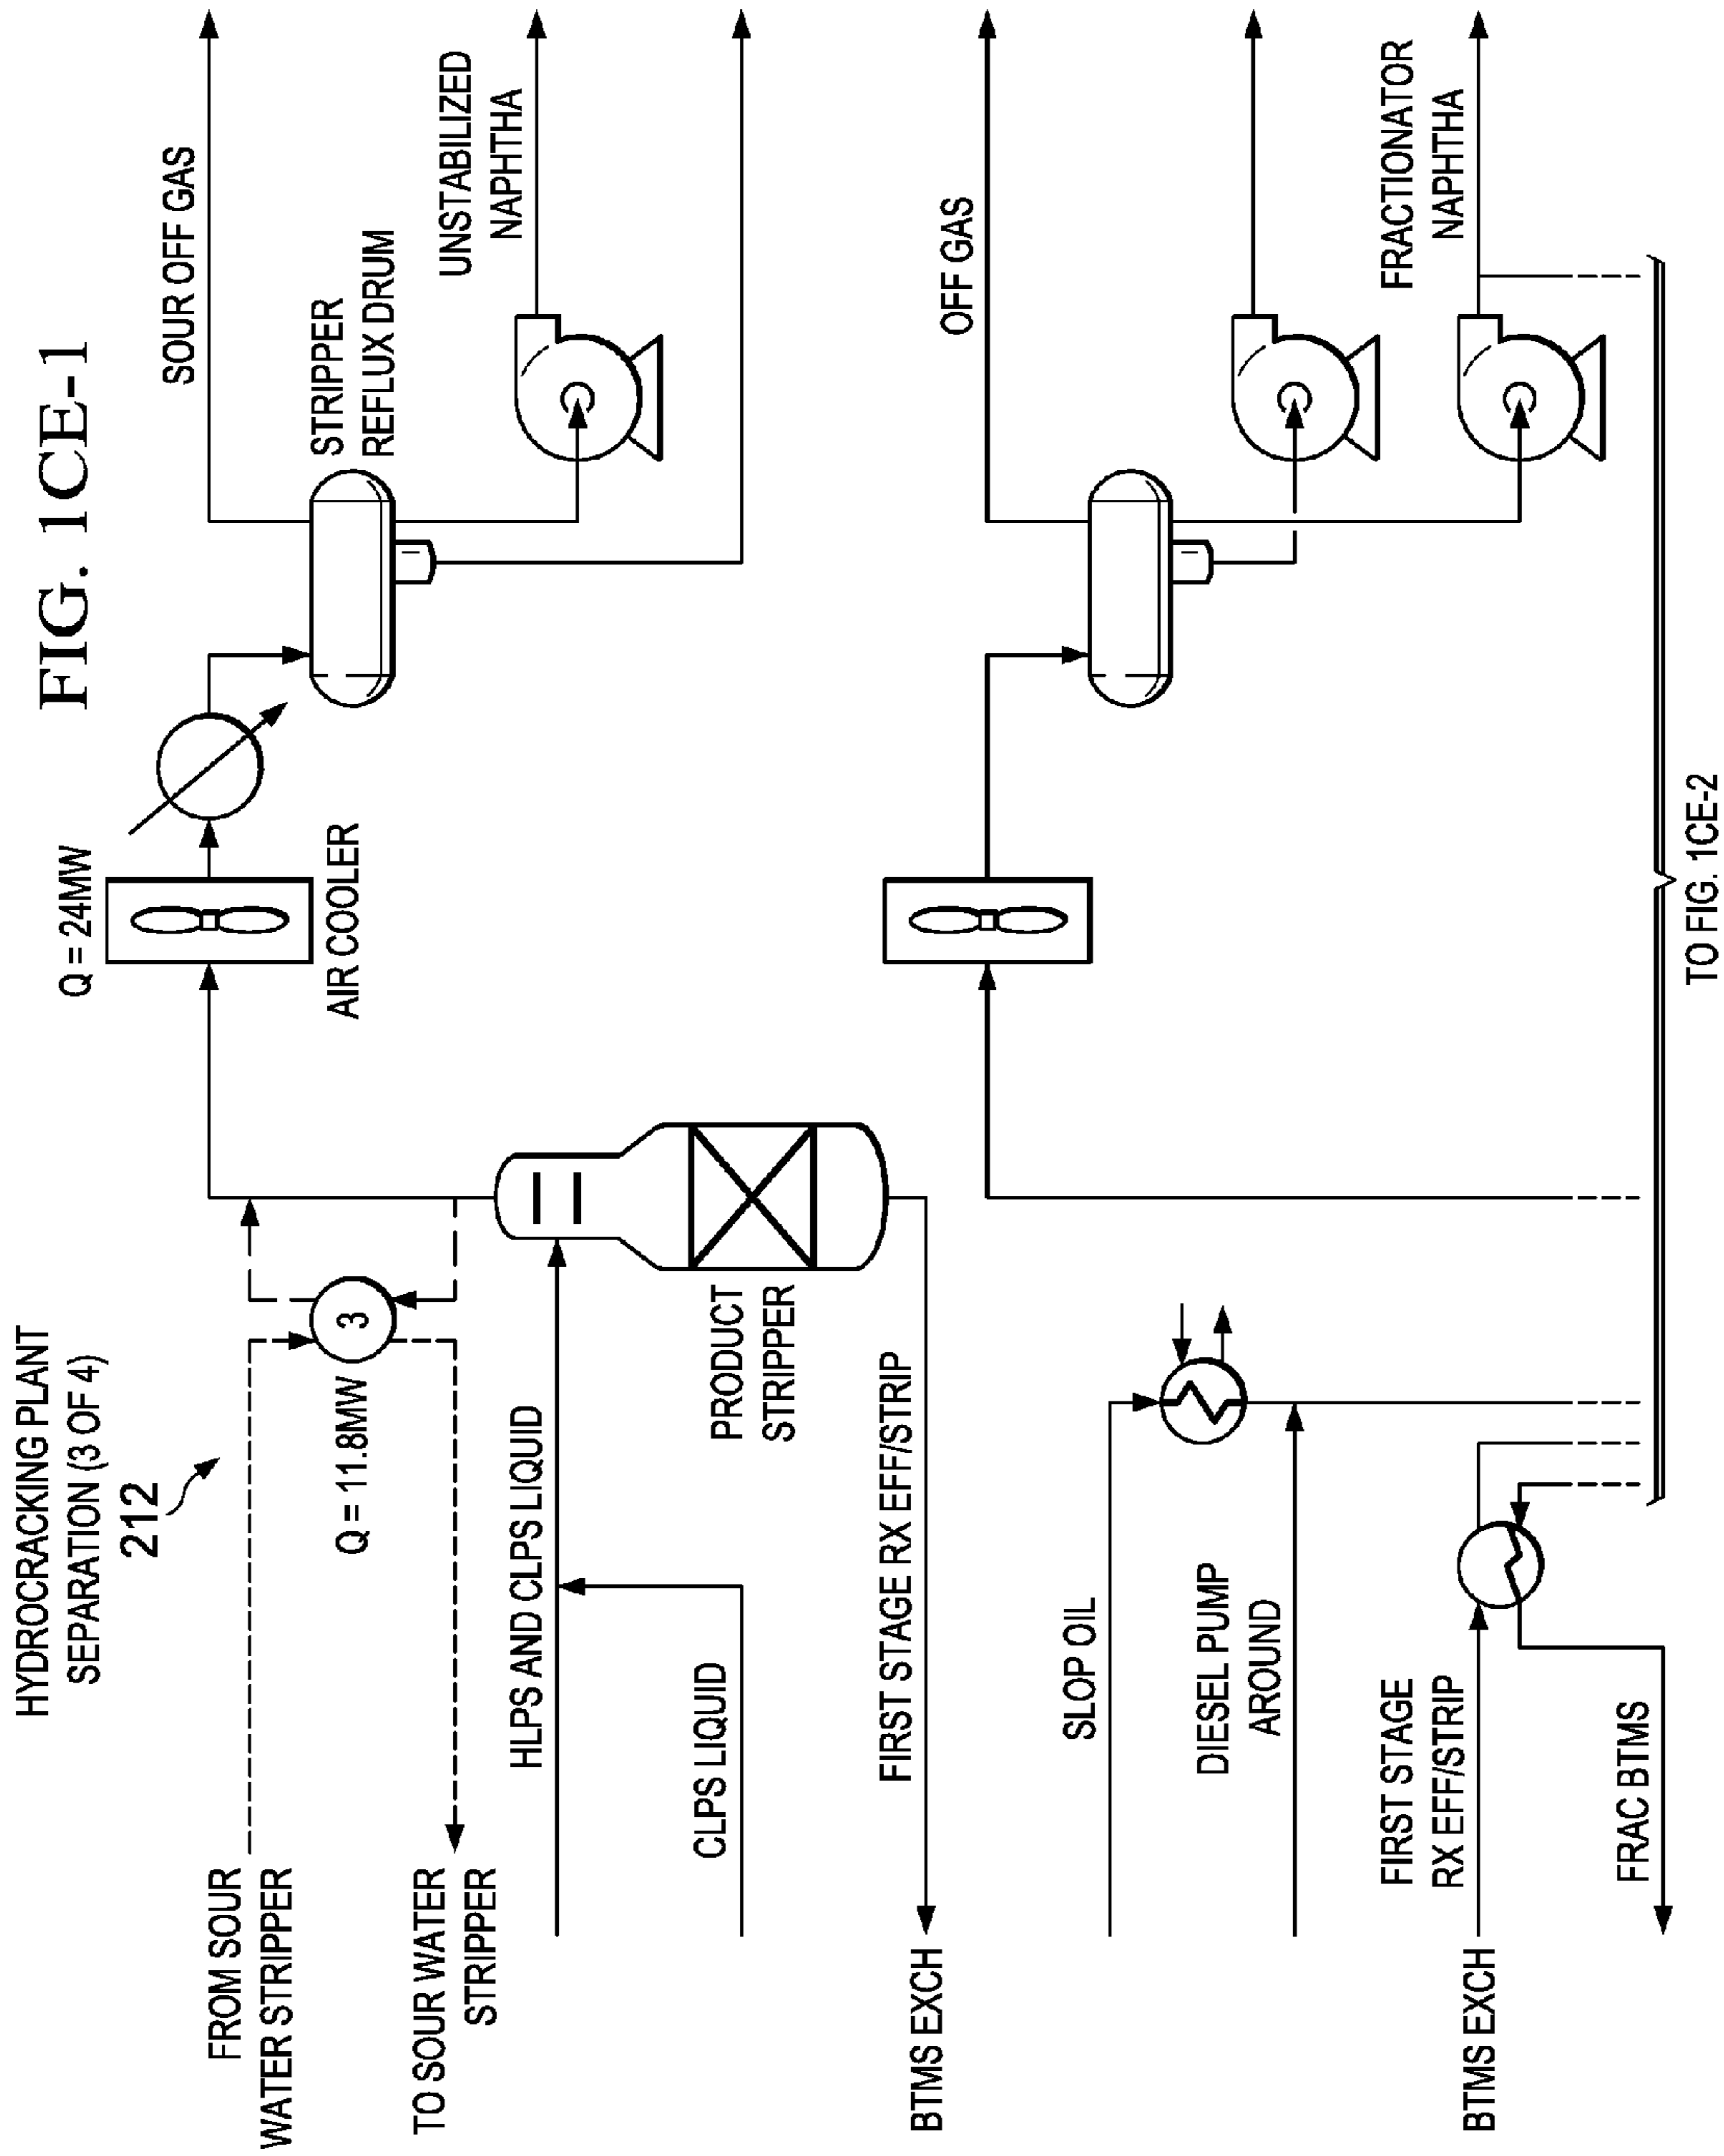 FIG. 1CE-1
HYDROCRACKING PLANT
SEPARATION (3 OF 4)
212
Q = 24MW
AIR COOLER
SOUR OFF GAS
STRIPPER
REFLUX DRUM
UNSTABILIZED
NAPHTHA
FROM SOUR
WATER STRIPPER
3
Q = 11.8MW
TO SOUR WATER
STRIPPER
HLPS AND CLPS LIQUID
CLPS LIQUID
PRODUCT
STRIPPER
FIRST STAGE RX EFF/STRIP
BTMS EXCH
OFF GAS
SLOP OIL
DIESEL PUMP
AROUND
FIRST STAGE
RX EFF/STRIP
BTMS EXCH
FRAC BTMS
FRACTIONATOR
NAPHTHA
TO FIG. 1CE-2